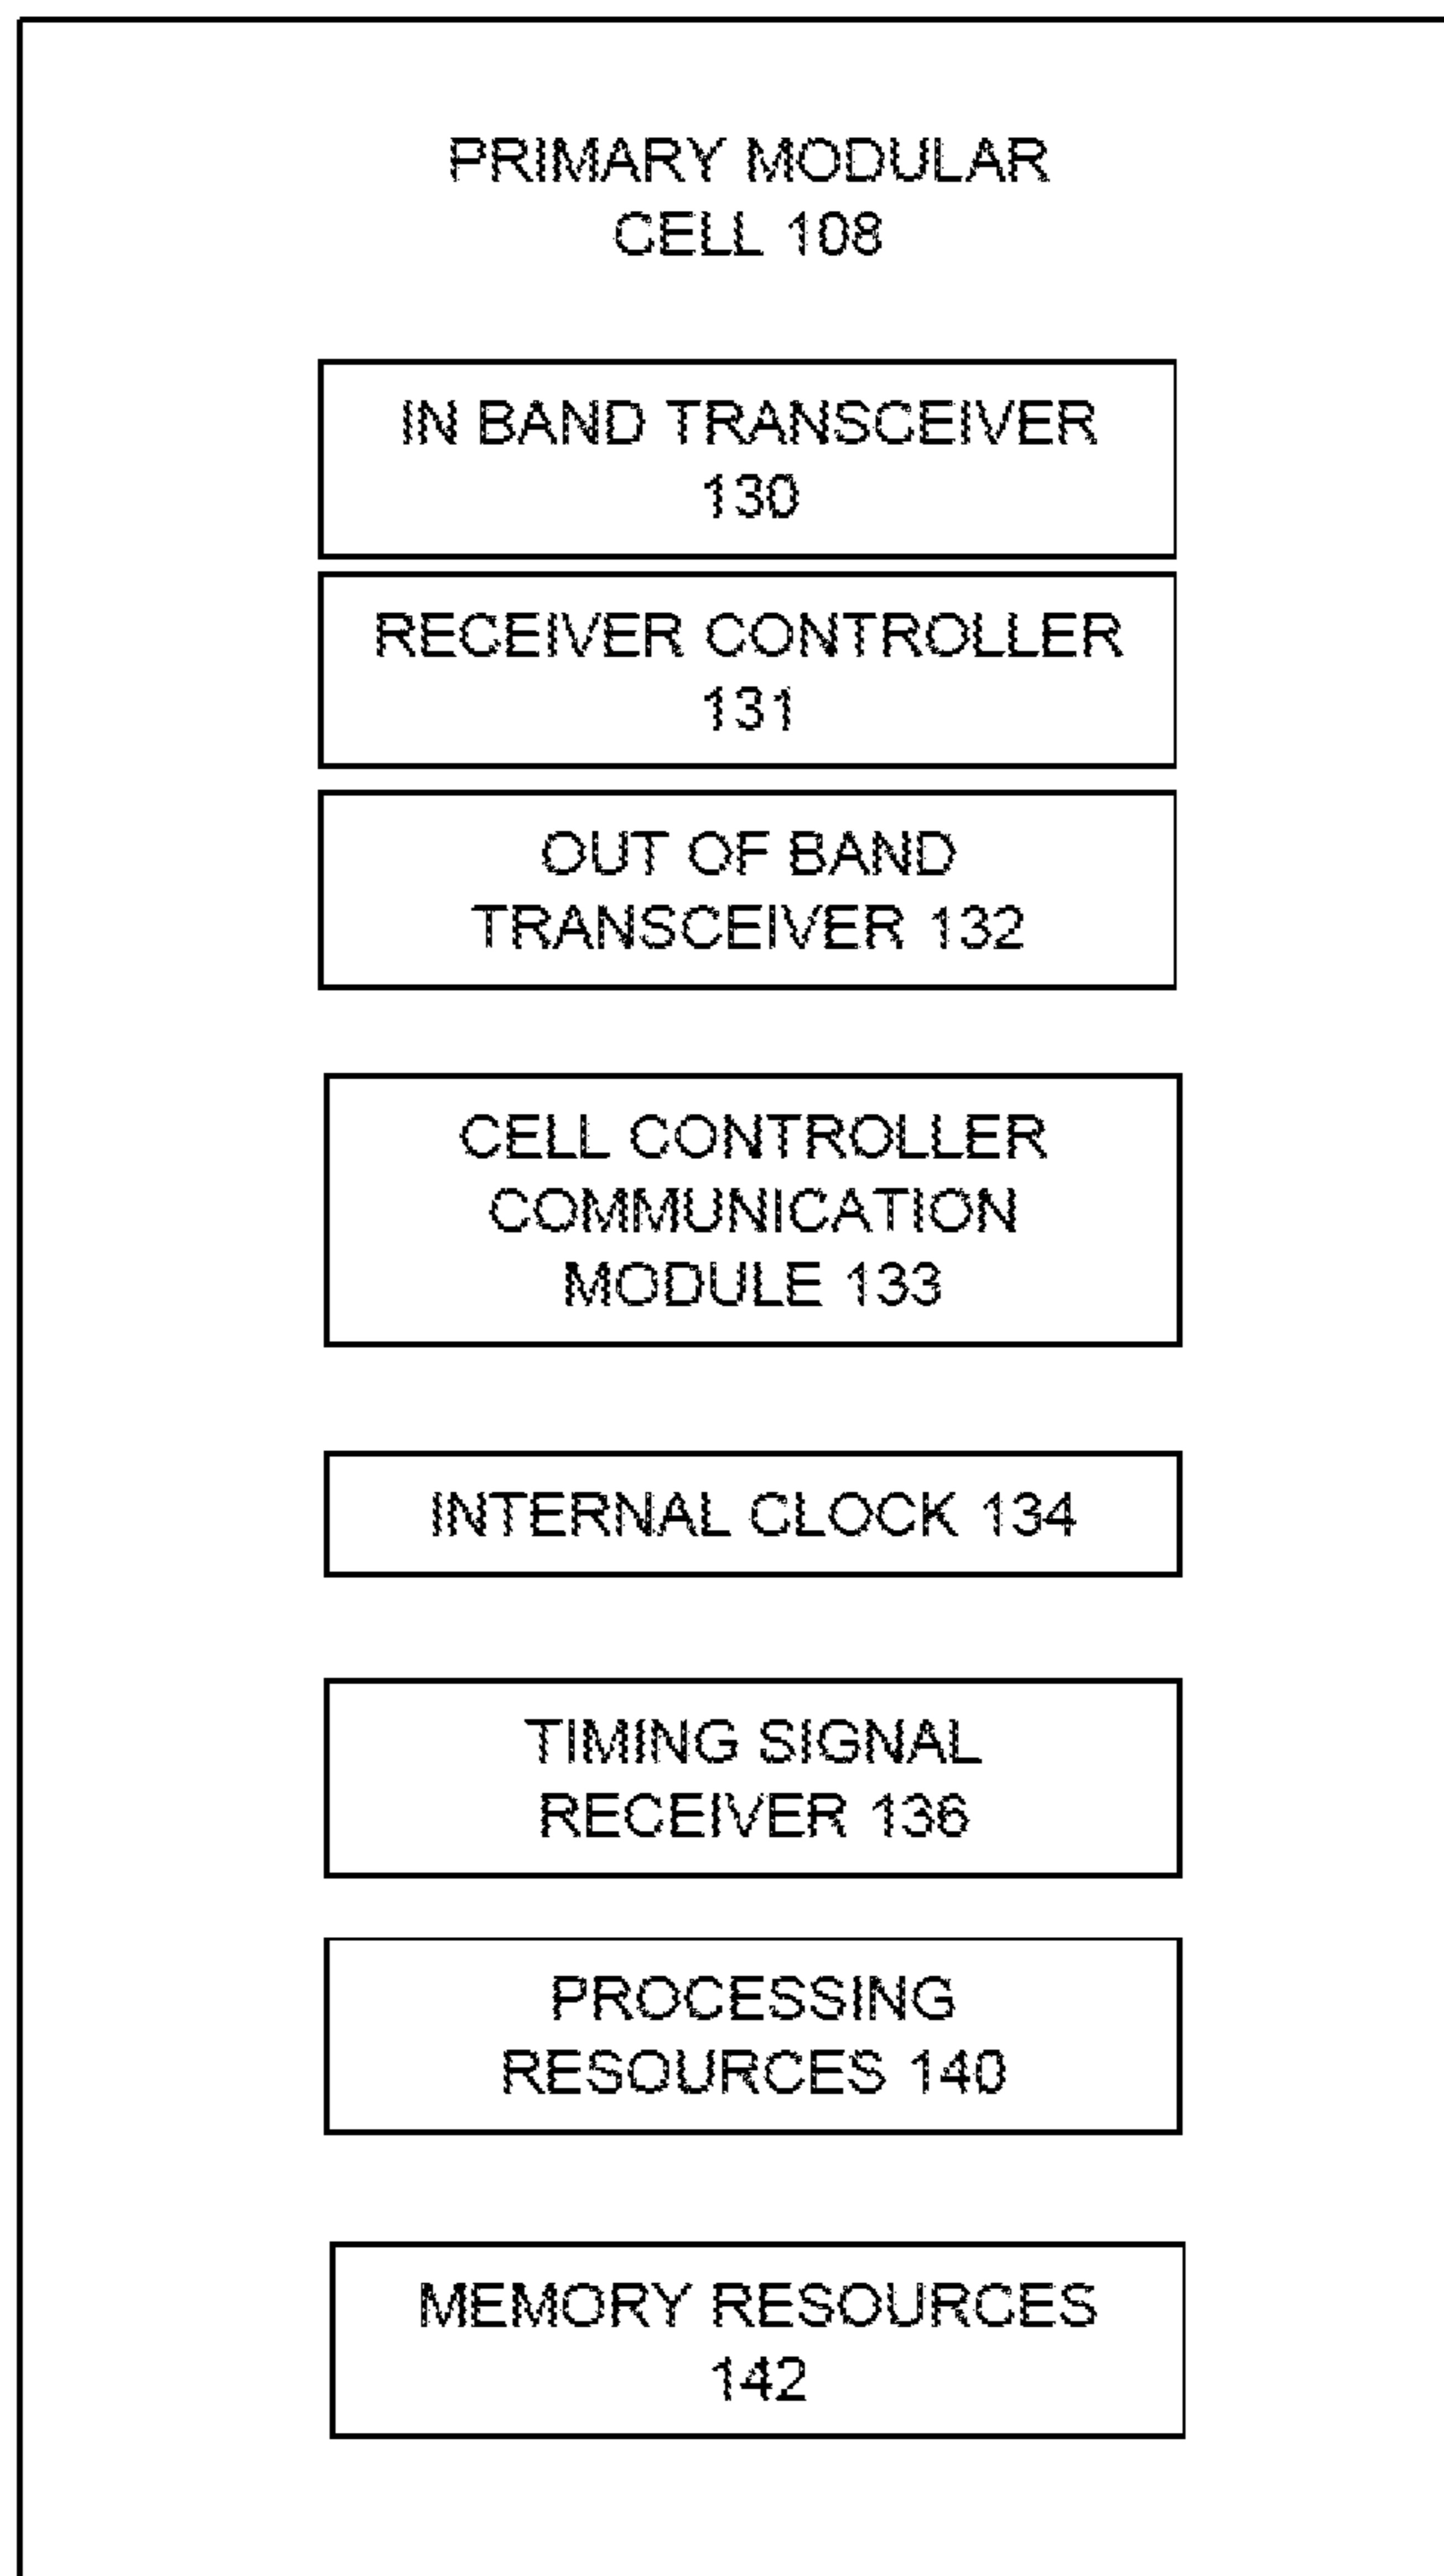 PRIMARY MODULAR
CELL 108
IN BAND TRANSCEIVER
130
RECEIVER CONTROLLER
131
OUT OF BAND
TRANSCEIVER 132
CELL CONTROLLER
COMMUNICATION
MODULE 133
INTERNAL CLOCK 134
TIMING SIGNAL
RECEIVER 136
PROCESSING
RESOURCES 140
MEMORY RESOURCES
142